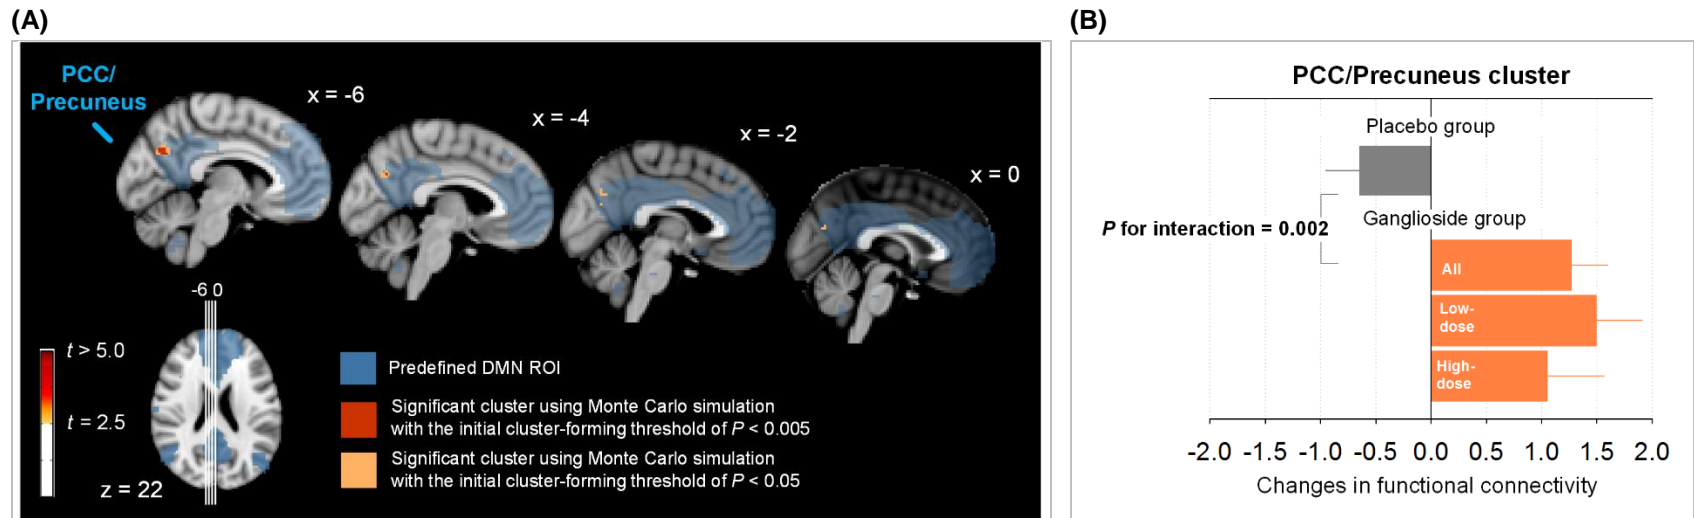 (A)
PCC/
Precuneus
x = -6
x = -4
x = -2
x = 0
-6 0
t > 5.0
t = 2.5
z = 22
Predefined DMN ROI
Significant cluster using Monte Carlo simulation
with the initial cluster-forming threshold of P < 0.005
Significant cluster using Monte Carlo simulation
with the initial cluster-forming threshold of P < 0.05
(B)
PCC/Precuneus cluster
Placebo group
Ganglioside group
P for interaction = 0.002
All
Low-
dose
High-
dose
-2.0 -1.5 -1.0 -0.5 0.0 0.5 1.0 1.5 2.0
Changes in functional connectivity